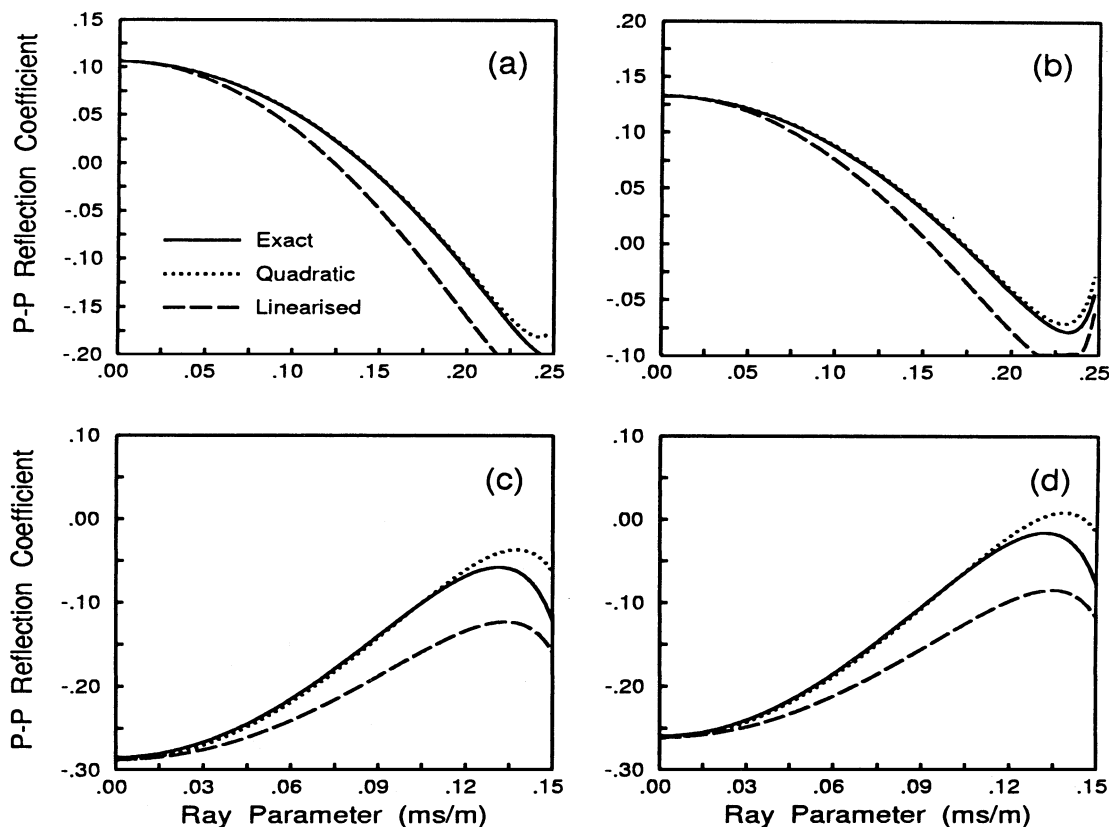 P-P Reflection Coefficient
.15
.10
.05
.00
-.05
-.10
-.15
-.20
(a)
Exact
Quadratic
Linearised
.00 .05 .10 .15 .20 .25
.20
.15
.10
.05
.00
-.05
-.10
(b)
.00 .05 .10 .15 .20 .25
P-P Reflection Coefficient
.10
.00
-.10
-.20
-.30
(c)
.00 .03 .06 .09 .12 .15
Ray Parameter (ms/m)
.10
.00
-.10
-.20
-.30
(d)
.00 .03 .06 .09 .12 .15
Ray Parameter (ms/m)